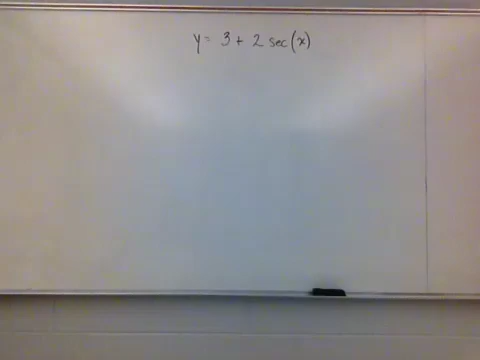 y = 3 + 2 sec(x)